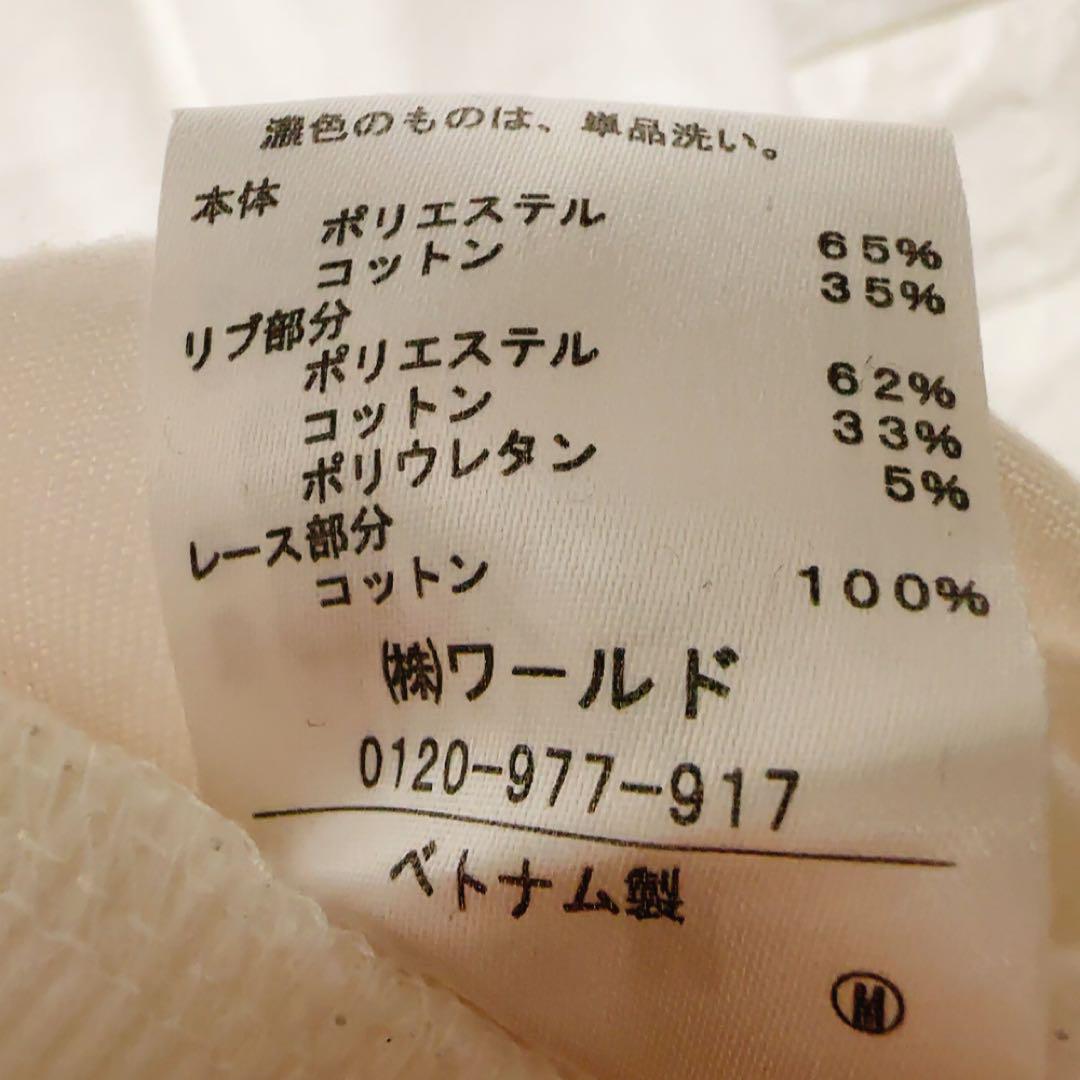 濃色のものは、単品洗い。
本体
ポリエステル 65%
コットン 35%
リブ部分
ポリエステル 62%
コットン 33%
ポリウレタン 5%
レース部分
コットン 100%
㈱ワールド
0120-977-917
ベトナム製
Ⓜ